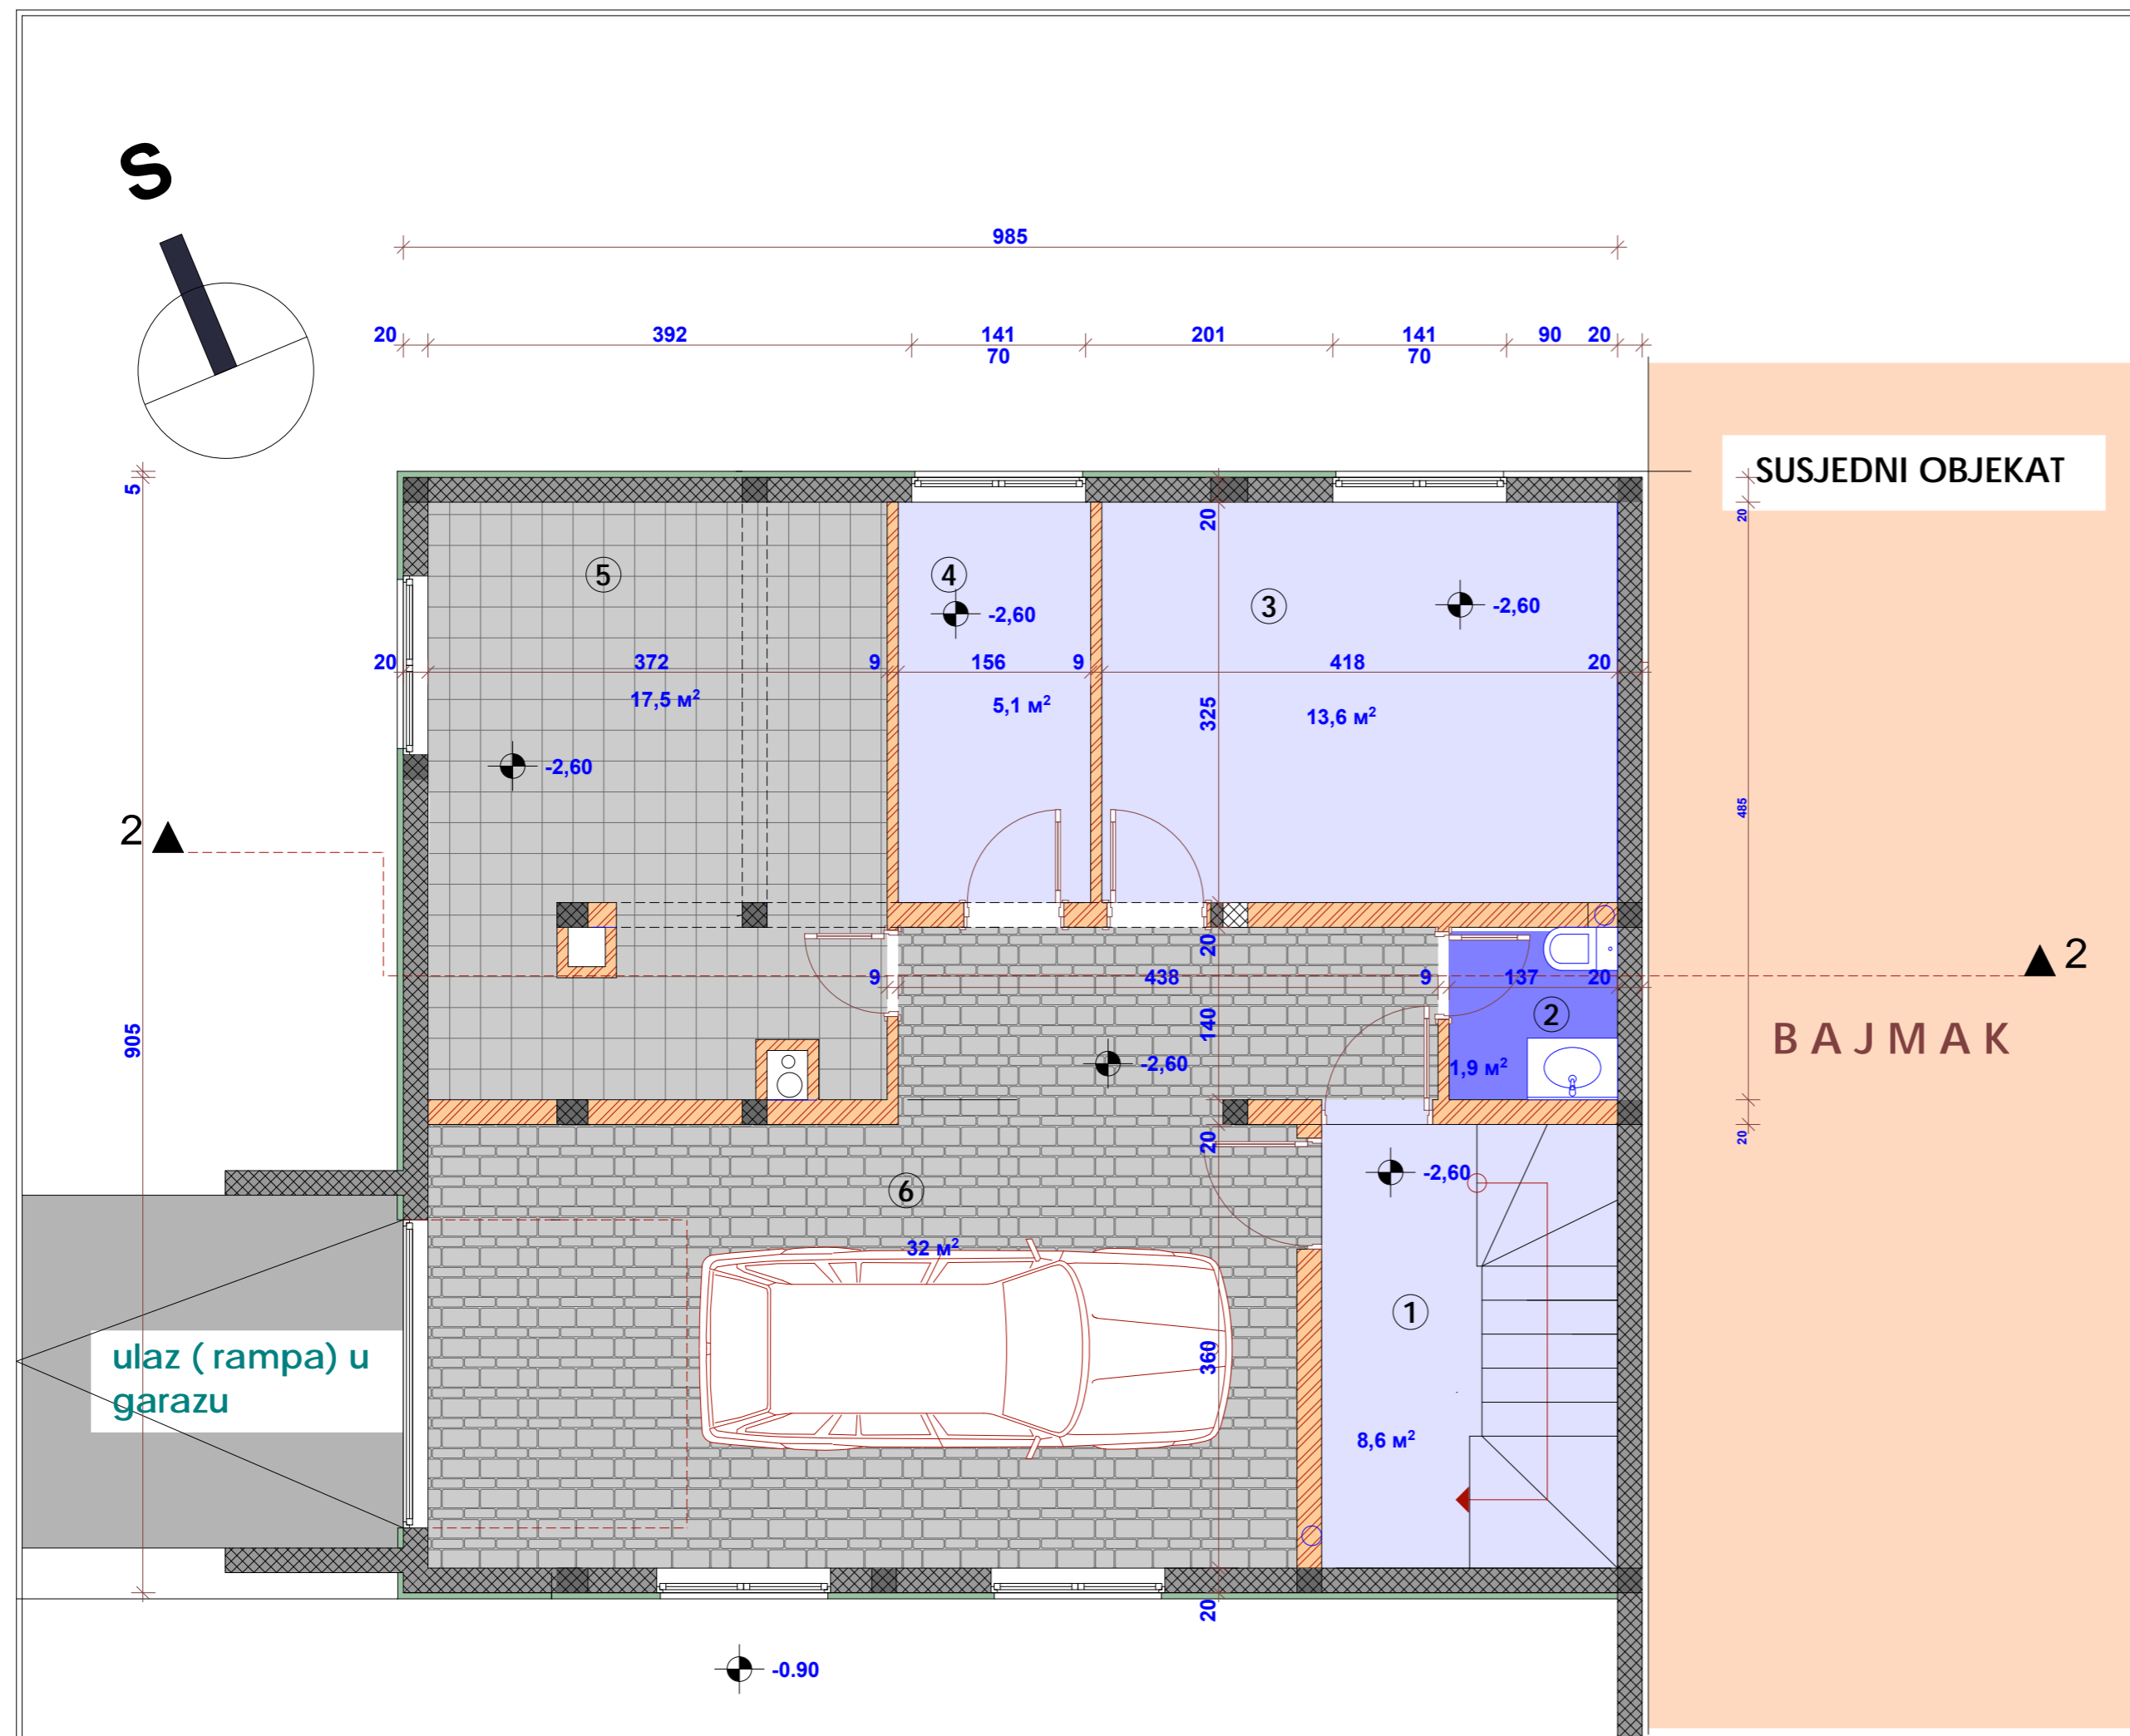 S
985
20 392 141 201 141 90 20
70 70
SUSJEDNI OBJEKAT
5
20
20
5
4
3
-2,60
-2,60
20 372 9 156 9 418 20
17,5 м²
5,1 м²
13,6 м²
325
-2,60
485
2
20
2
9 438 9 137 20
2
905
140
BAJMAK
-2,60
1,9 м²
20
20
-2,60
6
32 м²
1
ulaz ( rampa) u
garazu
360
8,6 м²
20
-0.90